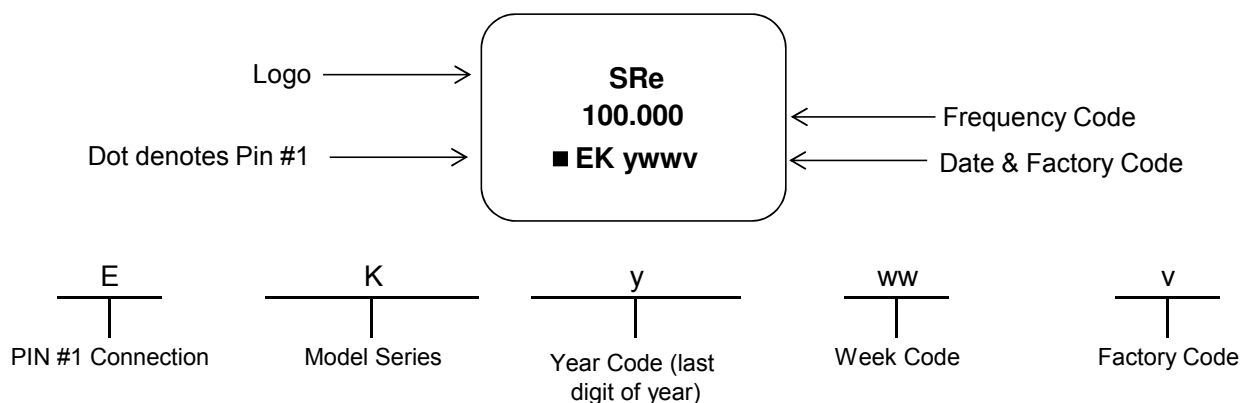 Logo
SRe
100.000
Frequency Code
Dot denotes Pin #1
■ EK ywwv
Date & Factory Code
E
K
y
ww
v
PIN #1 Connection
Model Series
Year Code (last
digit of year)
Week Code
Factory Code